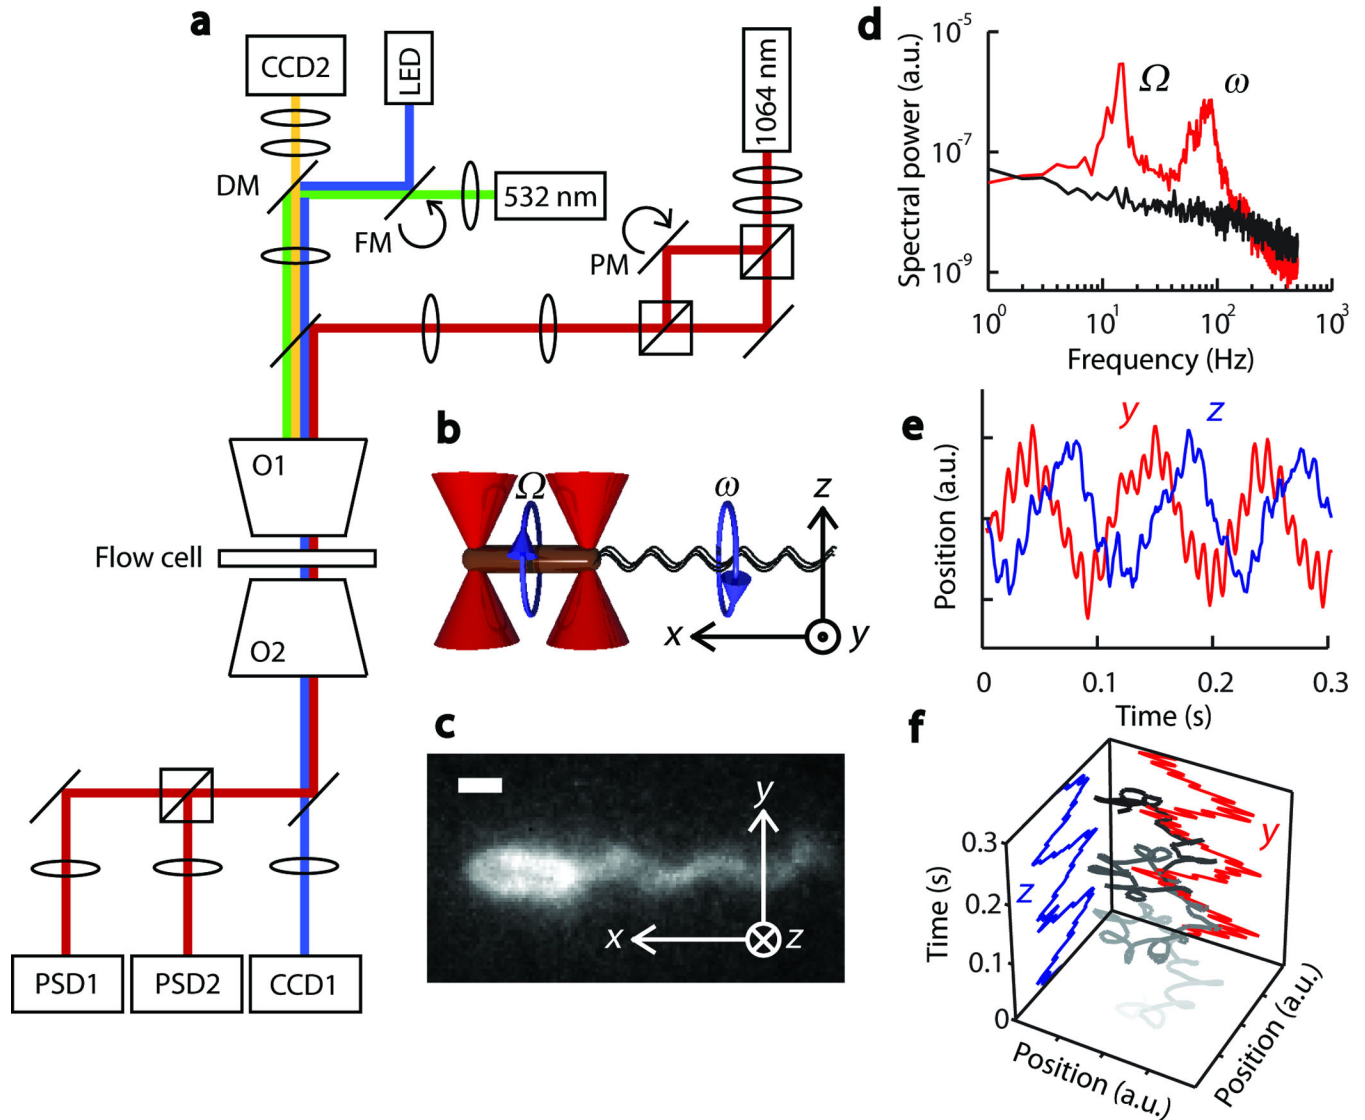 a
CCD2
LED
1064 nm
DM
532 nm
FM
PM
O1
Flow cell
O2
PSD1
PSD2
CCD1
b
Ω
ω
z
x
y
c
y
x
z
d
Spectral power (a.u.)
10⁻⁵
10⁻⁷
10⁻⁹
Ω
ω
10⁰
10¹
10²
10³
Frequency (Hz)
e
Position (a.u.)
y
z
0
0.1
0.2
0.3
Time (s)
f
Time (s)
0.3
0.2
0.1
0
z
y
Position (a.u.)
Position (a.u.)